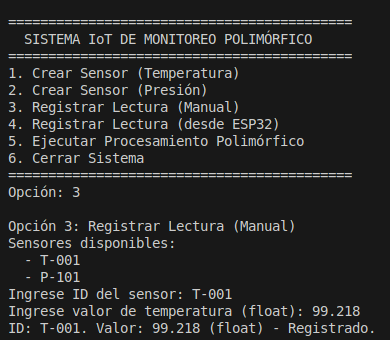 ===========================================
SISTEMA IoT DE MONITOREO POLIMÓRFICO
===========================================
1. Crear Sensor (Temperatura)
2. Crear Sensor (Presión)
3. Registrar Lectura (Manual)
4. Registrar Lectura (desde ESP32)
5. Ejecutar Procesamiento Polimórfico
6. Cerrar Sistema
===========================================
Opción: 3

Opción 3: Registrar Lectura (Manual)
Sensores disponibles:
  - T-001
  - P-101
Ingrese ID del sensor: T-001
Ingrese valor de temperatura (float): 99.218
ID: T-001. Valor: 99.218 (float) - Registrado.